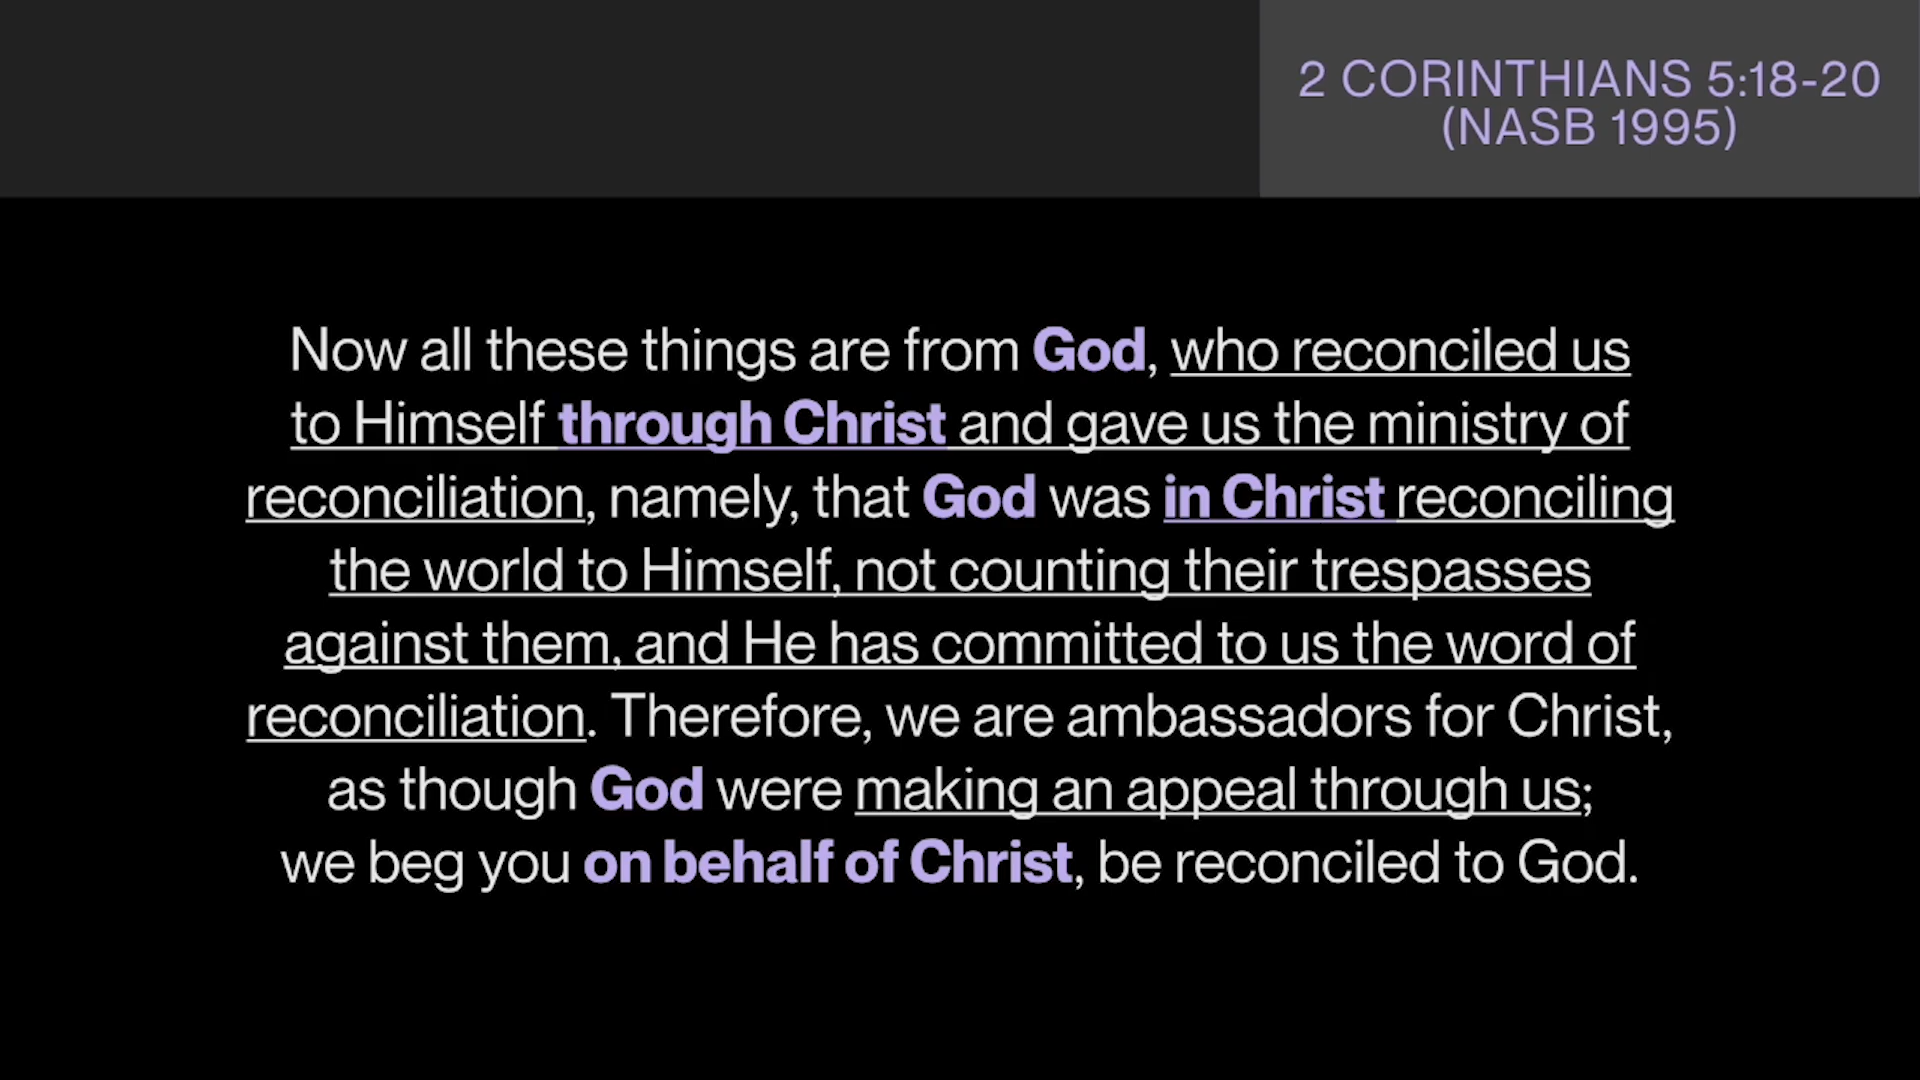 2 CORINTHIANS 5:18-20
(NASB 1995)
Now all these things are from God, who reconciled us
to Himself through Christ and gave us the ministry of
reconciliation, namely, that God was in Christ reconciling
the world to Himself, not counting their trespasses
against them, and He has committed to us the word of
reconciliation. Therefore, we are ambassadors for Christ,
as though God were making an appeal through us;
we beg you on behalf of Christ, be reconciled to God.